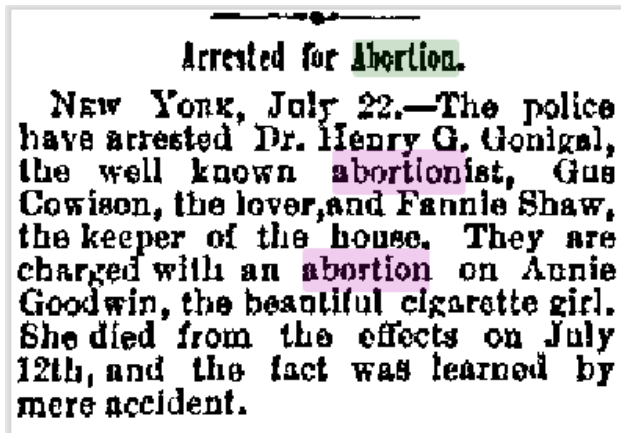 Arrested for Abortion.
NEW YORK, July 22.—The police
have arrested Dr. Henry G. Gonigal,
the well known abortionist, Gus
Cowison, the lover,and Fannie Shaw,
the keeper of the house. They are
charged with an abortion on Annie
Goodwin, the beautiful cigarette girl.
She died from the effects on July
12th, and the fact was learned by
mere accident.